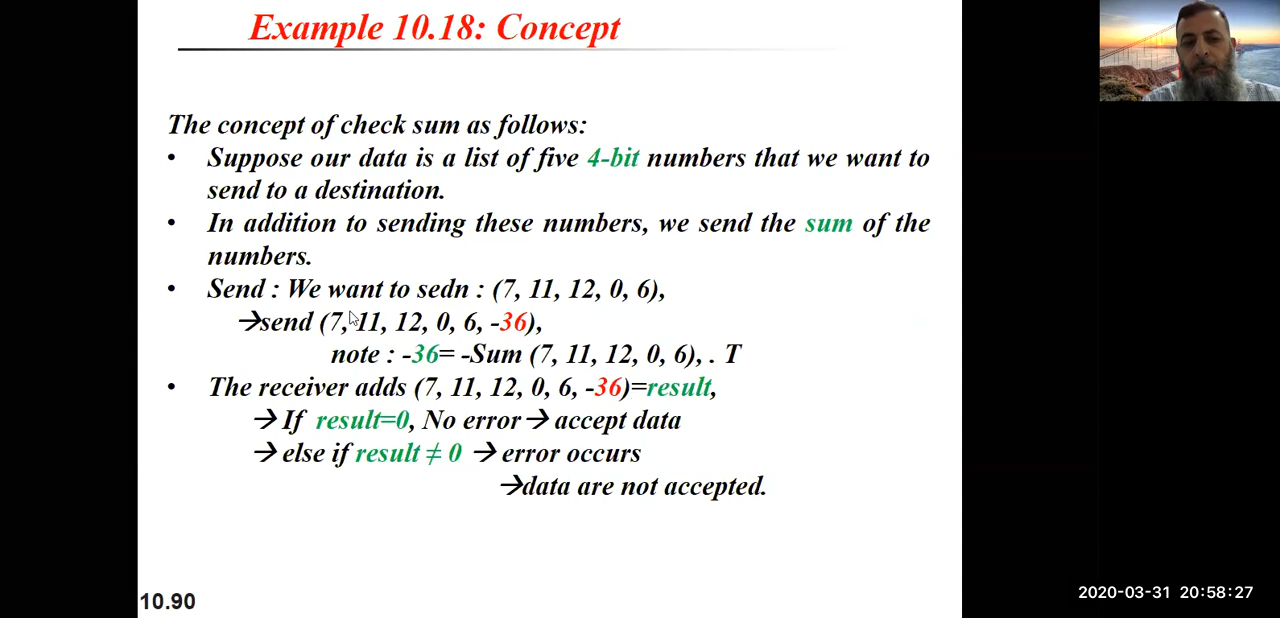 Example 10.18: Concept
The concept of check sum as follows:
• Suppose our data is a list of five 4-bit numbers that we want to
send to a destination.
• In addition to sending these numbers, we send the sum of the
numbers.
• Send : We want to sedn : (7, 11, 12, 0, 6),
→send (7, 11, 12, 0, 6, -36),
note : -36= -Sum (7, 11, 12, 0, 6), . T
• The receiver adds (7, 11, 12, 0, 6, -36)=result,
→ If result=0, No error→ accept data
→ else if result ≠ 0 → error occurs
→data are not accepted.
10.90
2020-03-31 20:58:27